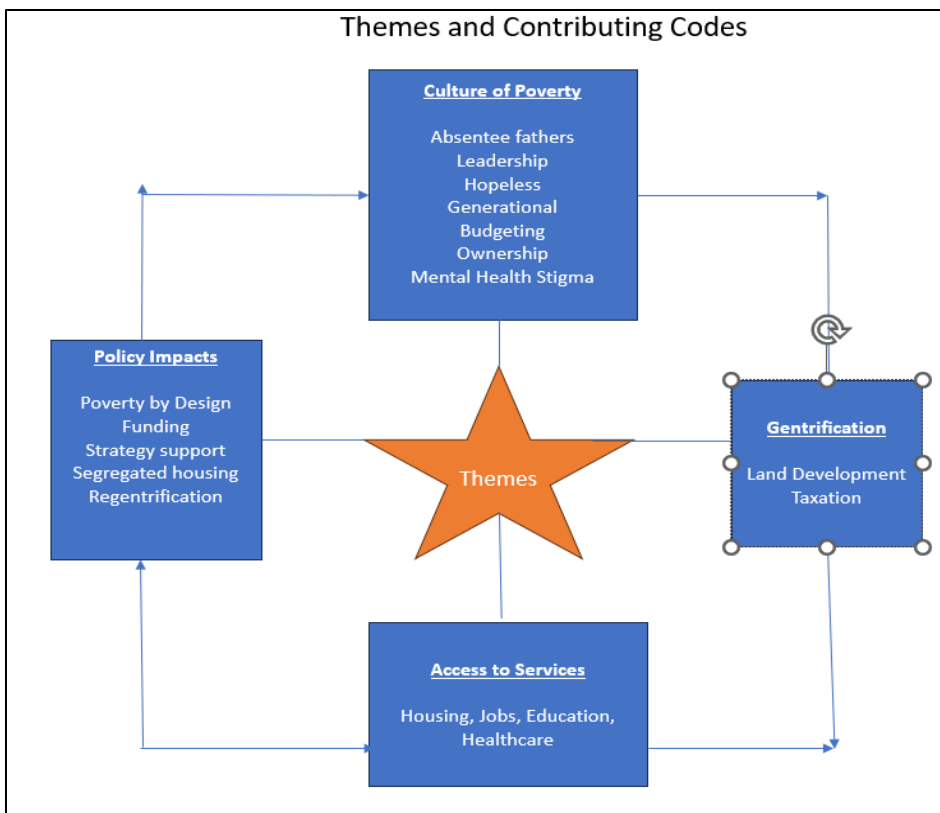 Themes and Contributing Codes
Culture of Poverty
Absentee fathers
Leadership
Hopeless
Generational
Budgeting
Ownership
Mental Health Stigma
Policy Impacts
Poverty by Design
Funding
Strategy support
Segregated housing
Regentrification
Themes
Gentrification
Land Development
Taxation
Access to Services
Housing, Jobs, Education,
Healthcare